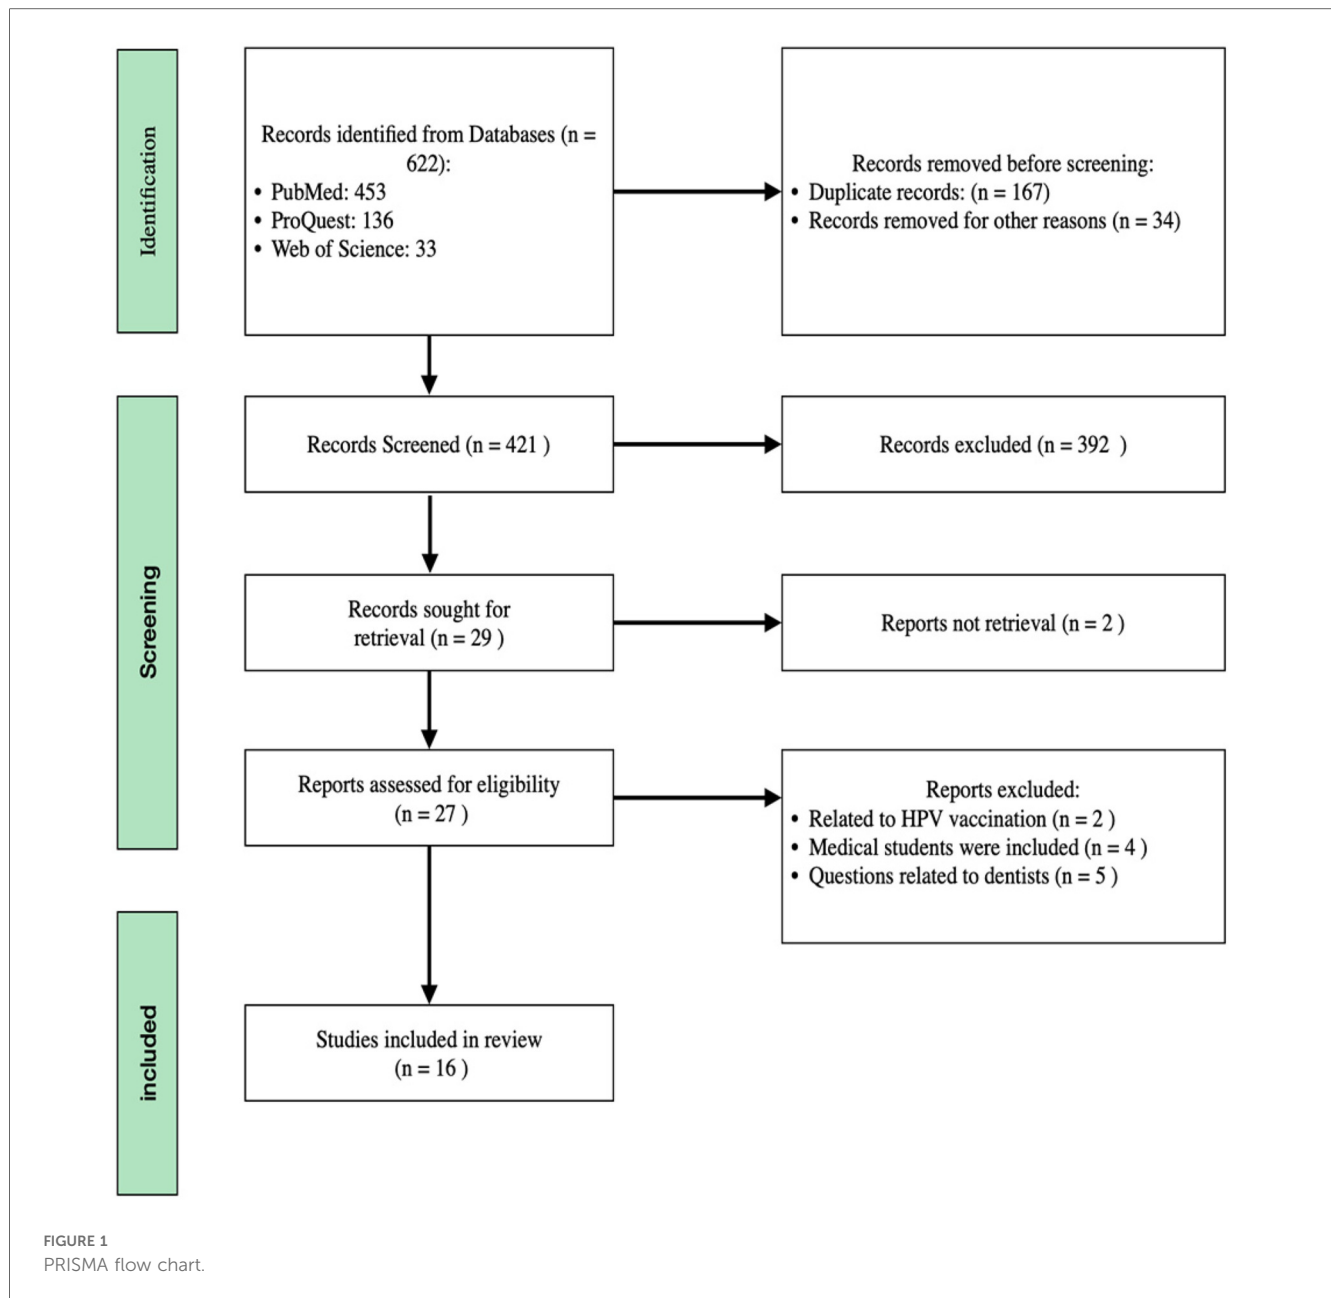 Identification
Records identified from Databases (n =
622):
• PubMed: 453
• ProQuest: 136
• Web of Science: 33
Records removed before screening:
• Duplicate records: (n = 167)
• Records removed for other reasons (n = 34)
Screening
Records Screened (n = 421 )
Records excluded (n = 392 )
Records sought for
retrieval (n = 29 )
Reports not retrieval (n = 2 )
Reports assessed for eligibility
(n = 27 )
Reports excluded:
• Related to HPV vaccination (n = 2 )
• Medical students were included (n = 4 )
• Questions related to dentists (n = 5 )
included
Studies included in review
(n = 16 )
FIGURE 1
PRISMA flow chart.